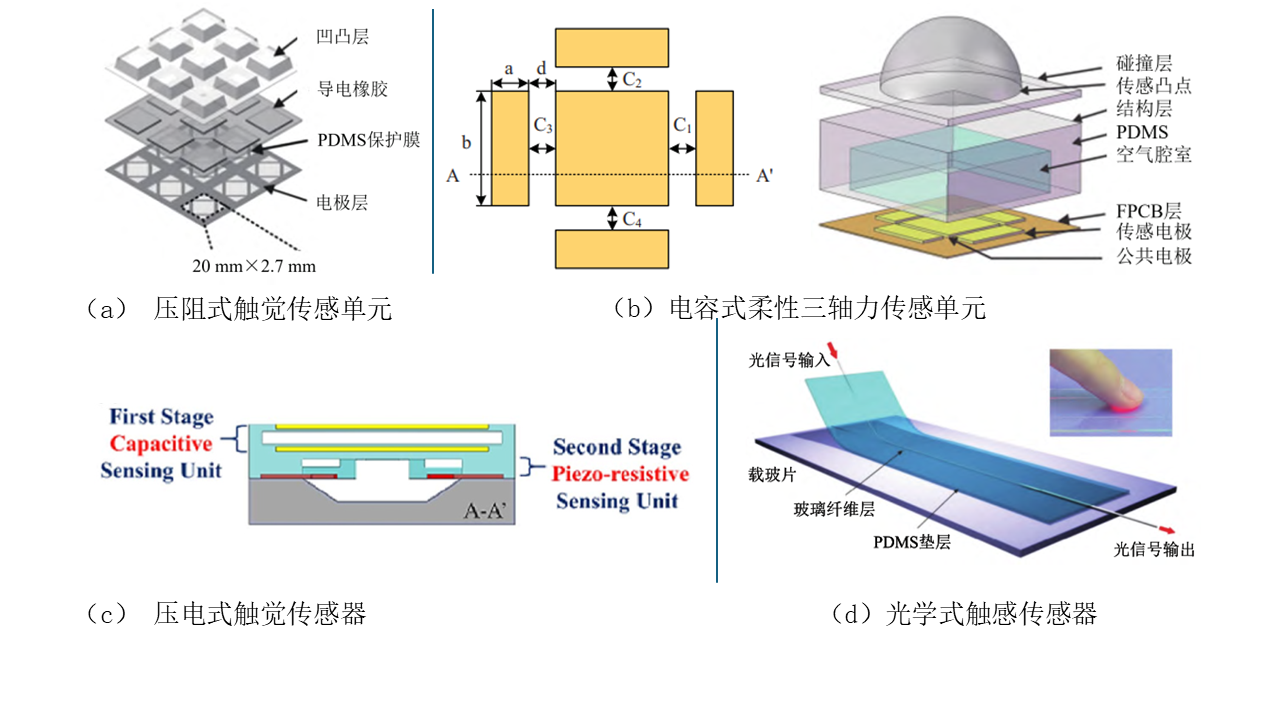 凹凸层
导电橡胶
PDMS保护膜
电极层
20 mm×2.7 mm
（a） 压阻式触觉传感单元
a
d
C2
C3
C1
b
A
A'
C4
碰撞层
传感凸点
结构层
PDMS
空气腔室
FPCB层
传感电极
公共电极
（b）电容式柔性三轴力传感单元
First Stage
Capacitive
Sensing Unit
Second Stage
Piezo-resistive
Sensing Unit
A-A'
（c） 压电式触觉传感器
光信号输入
载玻片
玻璃纤维层
PDMS垫层
光信号输出
（d）光学式触感传感器